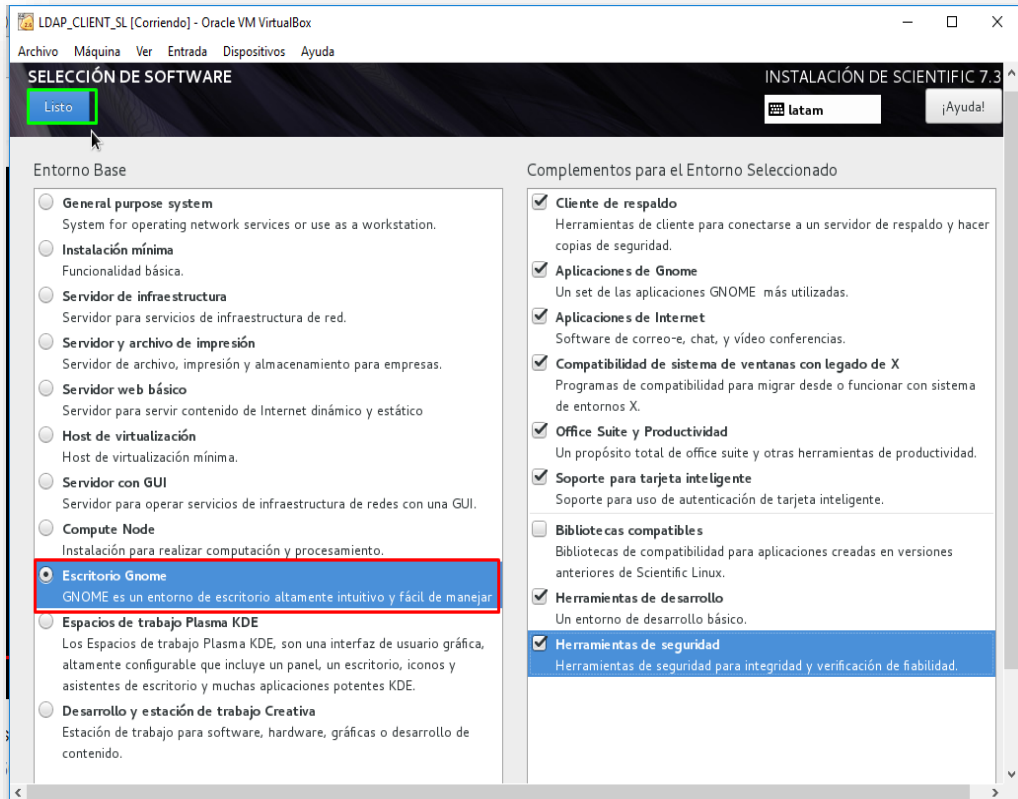 LDAP_CLIENT_SL [Corriendo] - Oracle VM VirtualBox
Archivo Máquina Ver Entrada Dispositivos Ayuda
SELECCIÓN DE SOFTWARE
INSTALACIÓN DE SCIENTIFIC 7.3
Listo
latam
¡Ayuda!
Entorno Base
General purpose system
System for operating network services or use as a workstation.
Instalación mínima
Funcionalidad básica.
Servidor de infraestructura
Servidor para servicios de infraestructura de red.
Servidor y archivo de impresión
Servidor de archivo, impresión y almacenamiento para empresas.
Servidor web básico
Servidor para servir contenido de Internet dinámico y estático
Host de virtualización
Host de virtualización mínima.
Servidor con GUI
Servidor para operar servicios de infraestructura de redes con una GUI.
Compute Node
Instalación para realizar computación y procesamiento.
Escritorio Gnome
GNOME es un entorno de escritorio altamente intuitivo y fácil de manejar
Espacios de trabajo Plasma KDE
Los Espacios de trabajo Plasma KDE, son una interfaz de usuario gráfica,
altamente configurable que incluye un panel, un escritorio, iconos y
asistentes de escritorio y muchas aplicaciones potentes KDE.
Desarrollo y estación de trabajo Creativa
Estación de trabajo para software, hardware, gráficas o desarrollo de
contenido.
Complementos para el Entorno Seleccionado
Cliente de respaldo
Herramientas de cliente para conectarse a un servidor de respaldo y hacer
copias de seguridad.
Aplicaciones de Gnome
Un set de las aplicaciones GNOME más utilizadas.
Aplicaciones de Internet
Software de correo-e, chat, y vídeo conferencias.
Compatibilidad de sistema de ventanas con legado de X
Programas de compatibilidad para migrar desde o funcionar con sistema
de entornos X.
Office Suite y Productividad
Un propósito total de office suite y otras herramientas de productividad.
Soporte para tarjeta inteligente
Soporte para uso de autenticación de tarjeta inteligente.
Bibliotecas compatibles
Bibliotecas de compatibilidad para aplicaciones creadas en versiones
anteriores de Scientific Linux.
Herramientas de desarrollo
Un entorno de desarrollo básico.
Herramientas de seguridad
Herramientas de seguridad para integridad y verificación de fiabilidad.